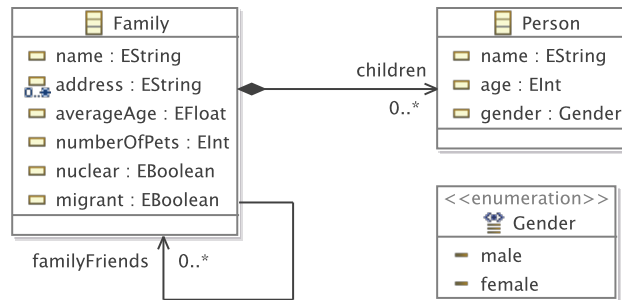 Family
name : EString
address : EString
0..*
averageAge : EFloat
numberOfPets : EInt
nuclear : EBoolean
migrant : EBoolean
familyFriends
0..*
children
0..*
Person
name : EString
age : EInt
gender : Gender
<<enumeration>>
Gender
male
female